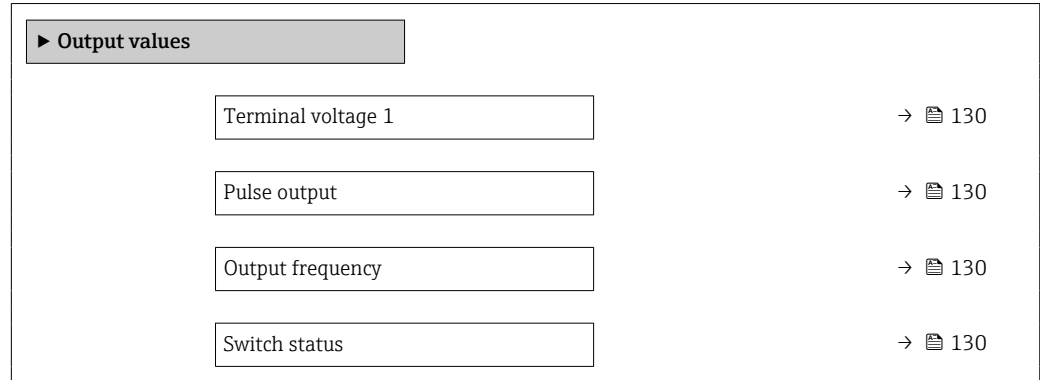 ▶ Output values
Terminal voltage 1 → 🗎 130
Pulse output → 🗎 130
Output frequency → 🗎 130
Switch status → 🗎 130